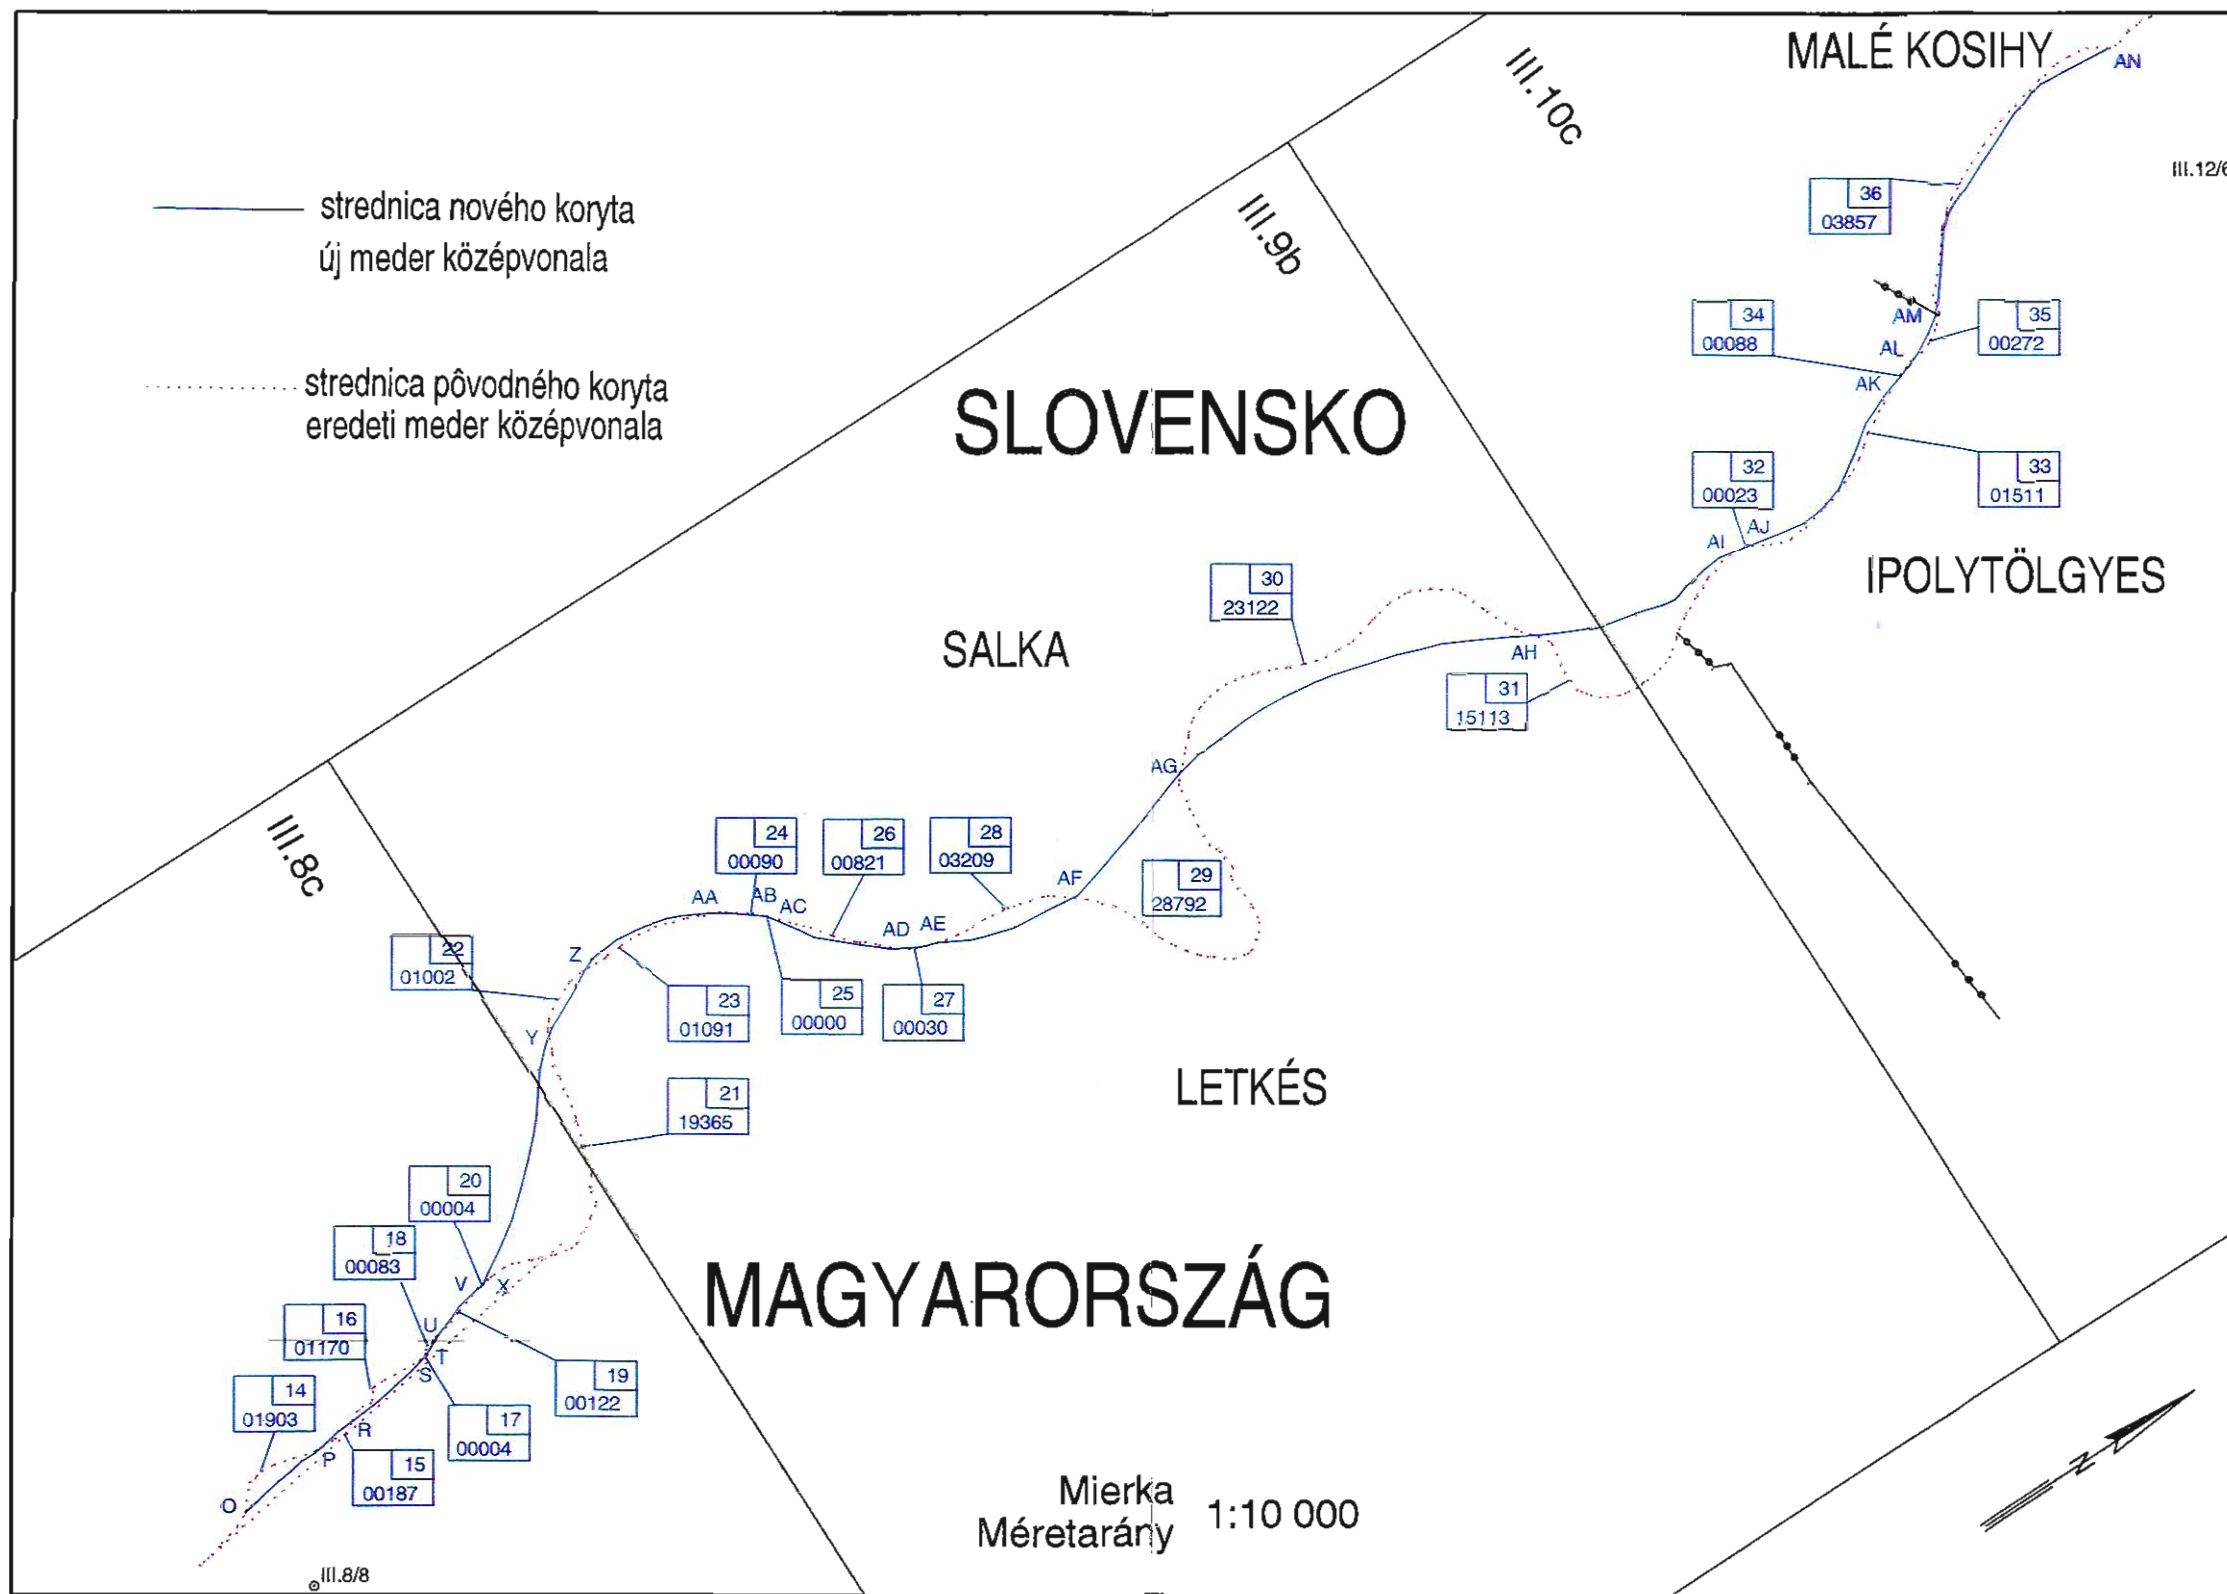 MALÉ KOSIHY
AN
III.10c
III.12/6
strednica nového koryta
új meder középvonala
36
03857
III.9b
34
00088
AM
35
00272
AL
AK
strednica pôvodného koryta
eredeti meder középvonala
SLOVENSKO
32
00023
33
01511
AJ
AI
IPOLYTÖLGYES
30
23122
SALKA
AH
31
15113
AG
III.8c
24
00090
26
00821
28
03209
29
28792
AF
AA
AB
AC
AD
AE
22
01002
Z
23
01091
25
00000
27
00030
Y
21
19365
LETKÉS
20
00004
18
00083
V
X
MAGYARORSZÁG
16
01170
U
T
S
19
00122
14
01903
R
17
00004
P
15
00187
O
Mierka
Méretarány
1:10 000
N
III.8/8